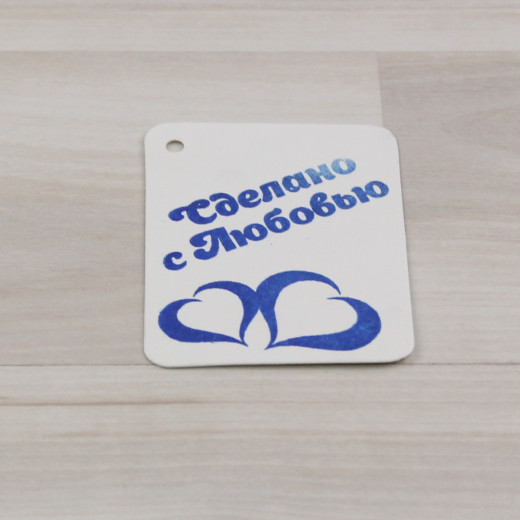 Сделано
с Любовью